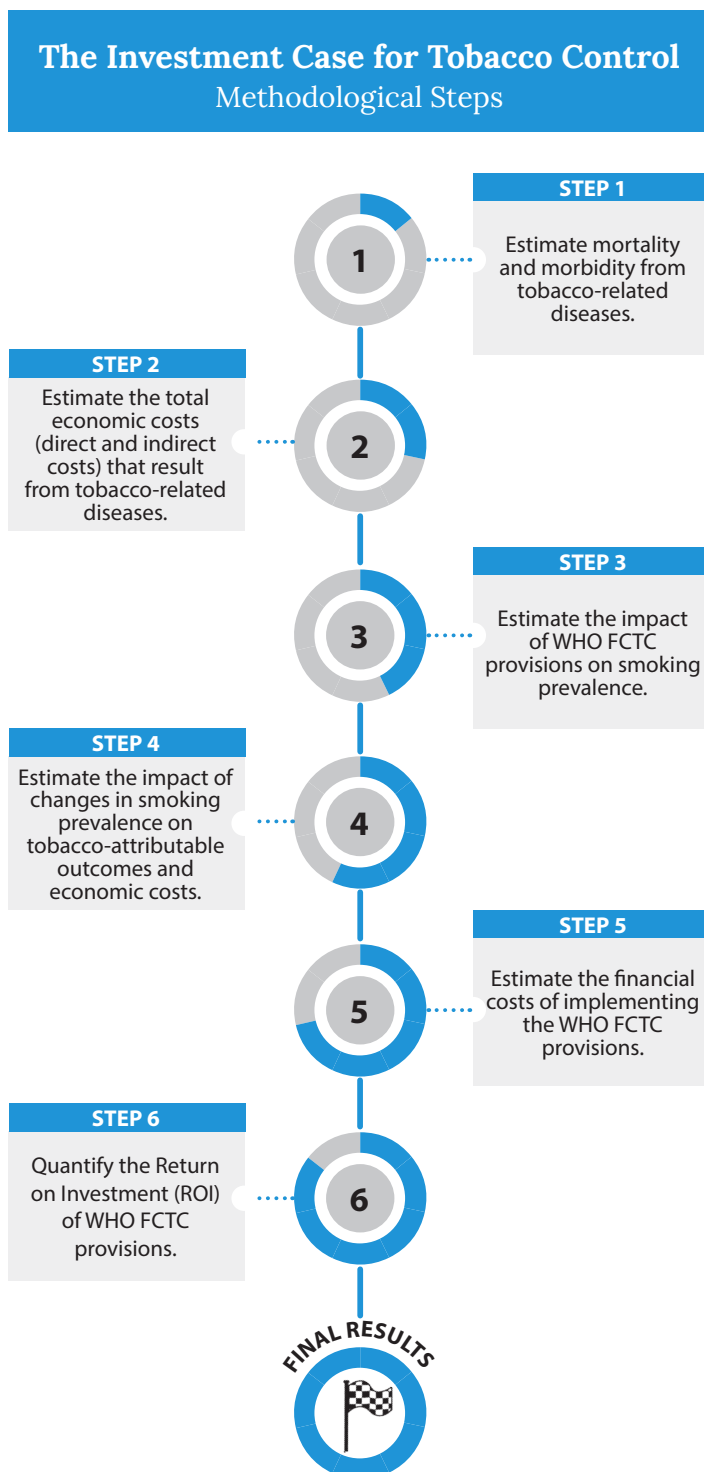 The Investment Case for Tobacco Control
Methodological Steps
1
STEP 1
Estimate mortality
and morbidity from
tobacco-related
diseases.
STEP 2
Estimate the total
economic costs
(direct and indirect
costs) that result
from tobacco-related
diseases.
2
3
STEP 3
Estimate the impact
of WHO FCTC
provisions on smoking
prevalence.
STEP 4
Estimate the impact of
changes in smoking
prevalence on
tobacco-attributable
outcomes and
economic costs.
4
5
STEP 5
Estimate the financial
costs of implementing
the WHO FCTC
provisions.
STEP 6
Quantify the Return
on Investment (ROI)
of WHO FCTC
provisions.
6
FINAL RESULTS